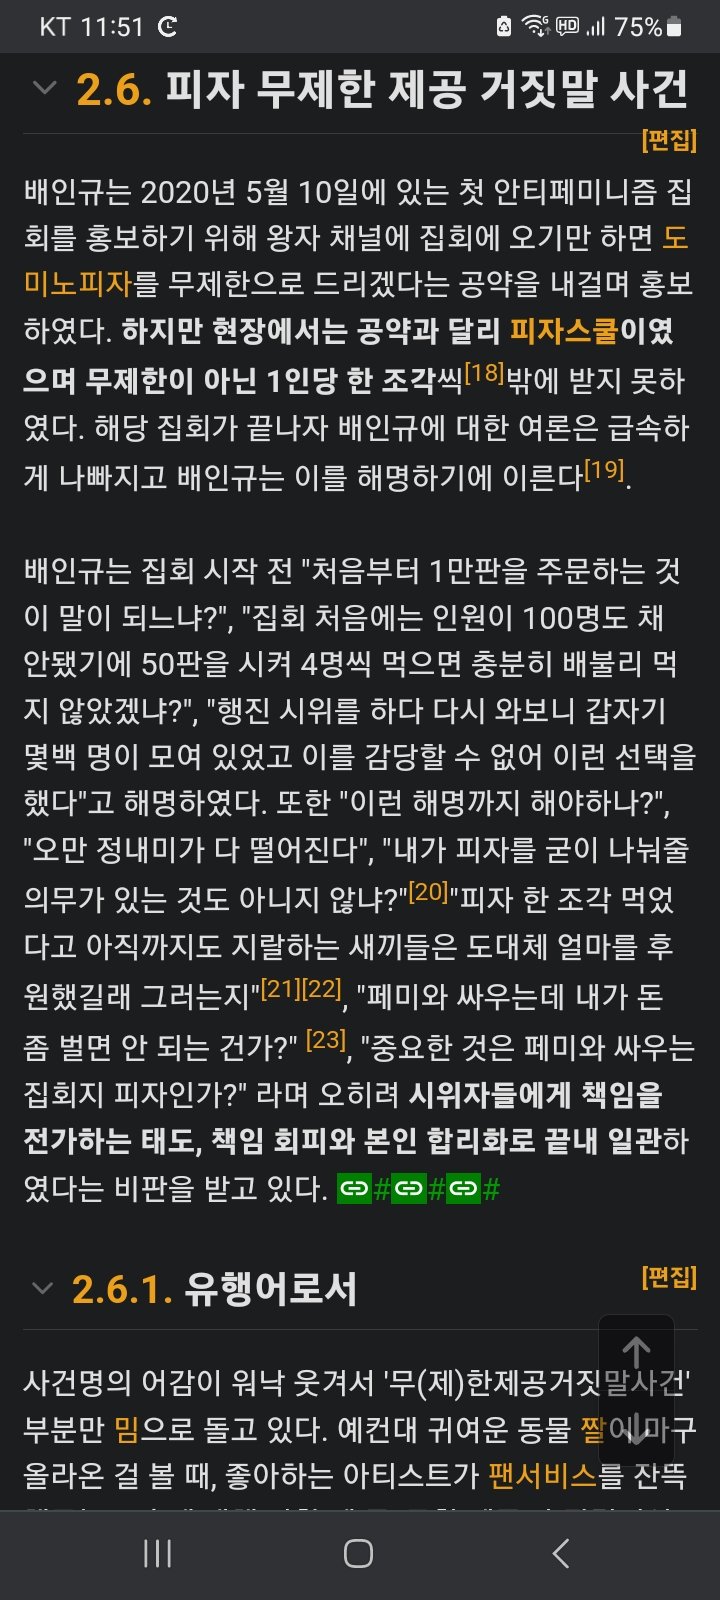 KT 11:51 75%
2.6. 피자 무제한 제공 거짓말 사건
[편집]
배인규는 2020년 5월 10일에 있는 첫 안티페미니즘 집
회를 홍보하기 위해 왕자 채널에 집회에 오기만 하면 도
미노피자를 무제한으로 드리겠다는 공약을 내걸며 홍보
하였다. 하지만 현장에서는 공약과 달리 피자스쿨이였
으며 무제한이 아닌 1인당 한 조각씩[18]밖에 받지 못하
였다. 해당 집회가 끝나자 배인규에 대한 여론은 급속하
게 나빠지고 배인규는 이를 해명하기에 이른다[19].
배인규는 집회 시작 전 "처음부터 1만판을 주문하는 것
이 말이 되느냐?", "집회 처음에는 인원이 100명도 채
안됐기에 50판을 시켜 4명씩 먹으면 충분히 배불리 먹
지 않았겠냐?", "행진 시위를 하다 다시 와보니 갑자기
몇백 명이 모여 있었고 이를 감당할 수 없어 이런 선택을
했다"고 해명하였다. 또한 "이런 해명까지 해야하나?",
"오만 정내미가 다 떨어진다", "내가 피자를 굳이 나눠줄
의무가 있는 것도 아니지 않냐?"[20]"피자 한 조각 먹었
다고 아직까지도 지랄하는 새끼들은 도대체 얼마를 후
원했길래 그러는지"[21][22], "페미와 싸우는데 내가 돈
좀 벌면 안 되는 건가?" [23], "중요한 것은 페미와 싸우는
집회지 피자인가?" 라며 오히려 시위자들에게 책임을
전가하는 태도, 책임 회피와 본인 합리화로 끝내 일관하
였다는 비판을 받고 있다. ###
2.6.1. 유행어로서
[편집]
사건명의 어감이 워낙 웃겨서 '무(제)한제공거짓말사건'
부분만 밈으로 돌고 있다. 예컨대 귀여운 동물 짤이 마구
올라온 걸 볼 때, 좋아하는 아티스트가 팬서비스를 잔뜩